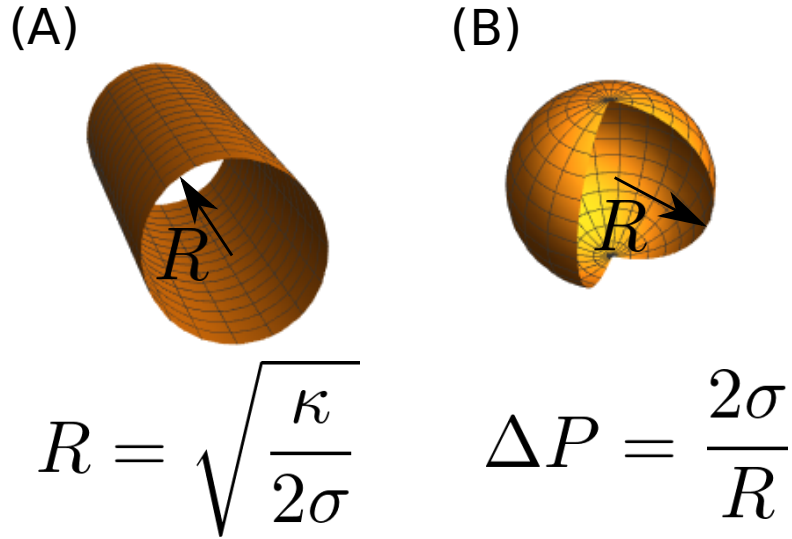 (A)
(B)
R
R
R = √(κ/2σ)
ΔP = 2σ/R